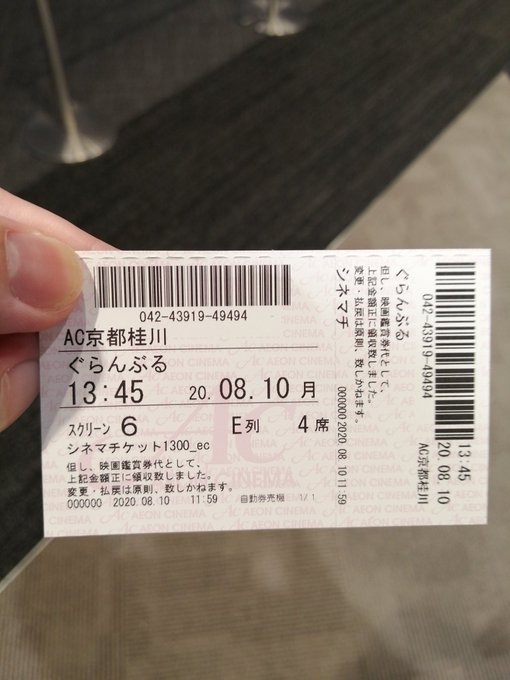 042-43919-49494
AC京都桂川
ぐらんぶる
13:45 20. 08. 10 月
スクリーン 6 E 列 4 席
シネマチケット1300_ec
但し、映画鑑賞券代として、
上記金額正に領収致しました。
変更・払戻は原則、致しかねます。
000000 2020. 08. 10 11:59 自動券売機 1/ 1
AC AEON CINEMA
ぐらんぶる
但し、映画鑑賞券代として、
上記金額正に領収致しました。
変更・払戻は原則、致しかねます。
シネマチ 000000 2020. 08. 10 11:59
042-43919-49494
13:45
20. 08. 10
AC京都桂川